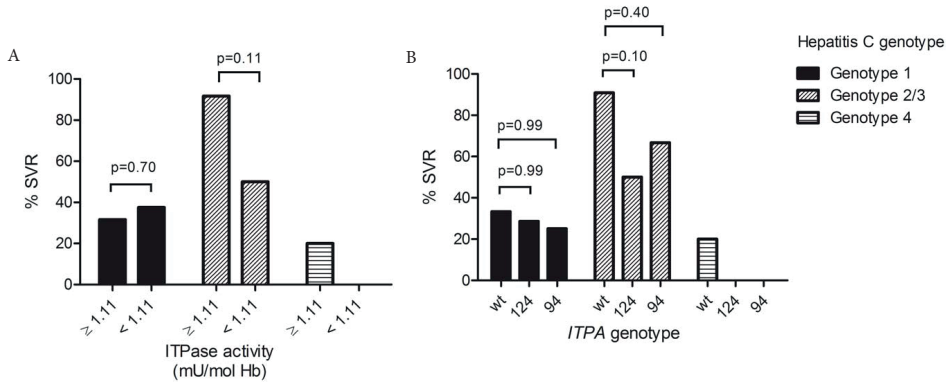 A
p=0.11
100
80
60
40
20
0
% SVR
p=0.70
≥ 1.11
< 1.11
≥ 1.11
< 1.11
≥ 1.11
< 1.11
ITPase activity
(mU/mol Hb)
B
p=0.40
p=0.10
100
80
60
40
20
0
% SVR
p=0.99
p=0.99
wt
124
94
wt
124
94
wt
124
94
ITPA genotype
Hepatitis C genotype
Genotype 1
Genotype 2/3
Genotype 4